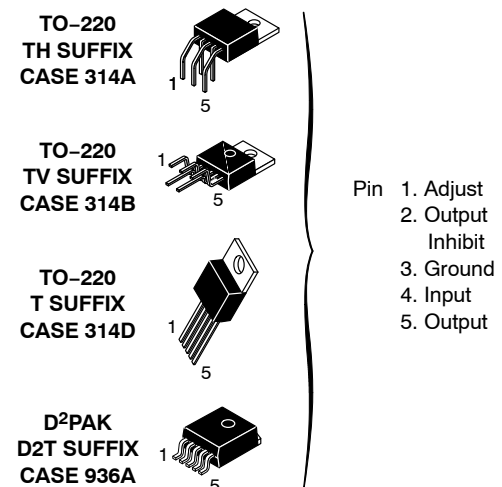 TO–220
TH SUFFIX
CASE 314A
1
5
TO–220
TV SUFFIX
CASE 314B
1
5
TO–220
T SUFFIX
CASE 314D
1
5
D2PAK
D2T SUFFIX
CASE 936A
1
5
Pin 1. Adjust
2. Output
Inhibit
3. Ground
4. Input
5. Output